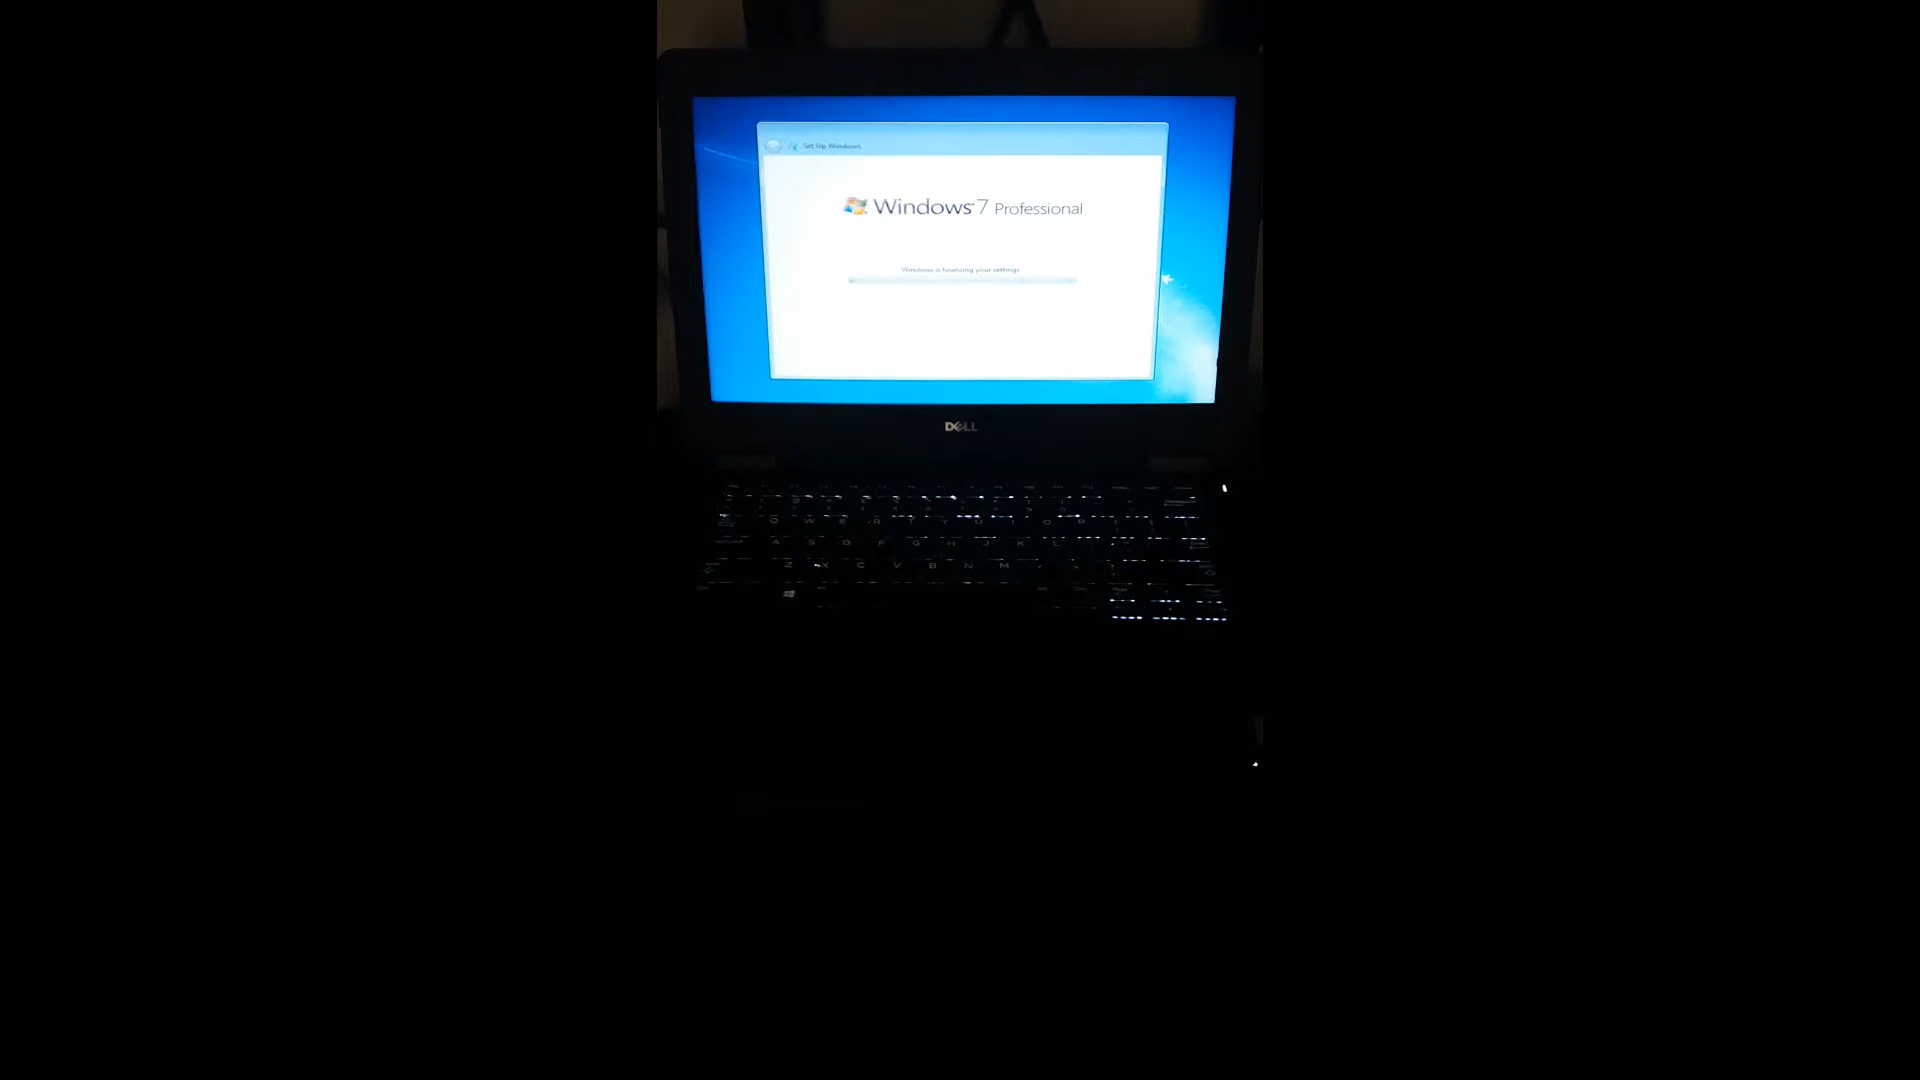 Set Up Windows
Windows 7 Professional
Windows is finalizing your settings
DELL
Q W E R T Y U I O P
A S D F G H J K L
Z X C V B N M